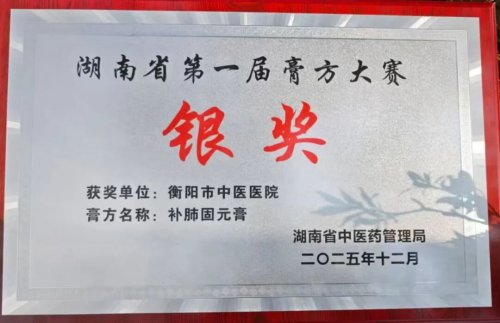 湖南省第一届膏方大赛
银奖
获奖单位：衡阳市中医医院
膏方名称：补肺固元膏
湖南省中医药管理局
二〇二五年十二月